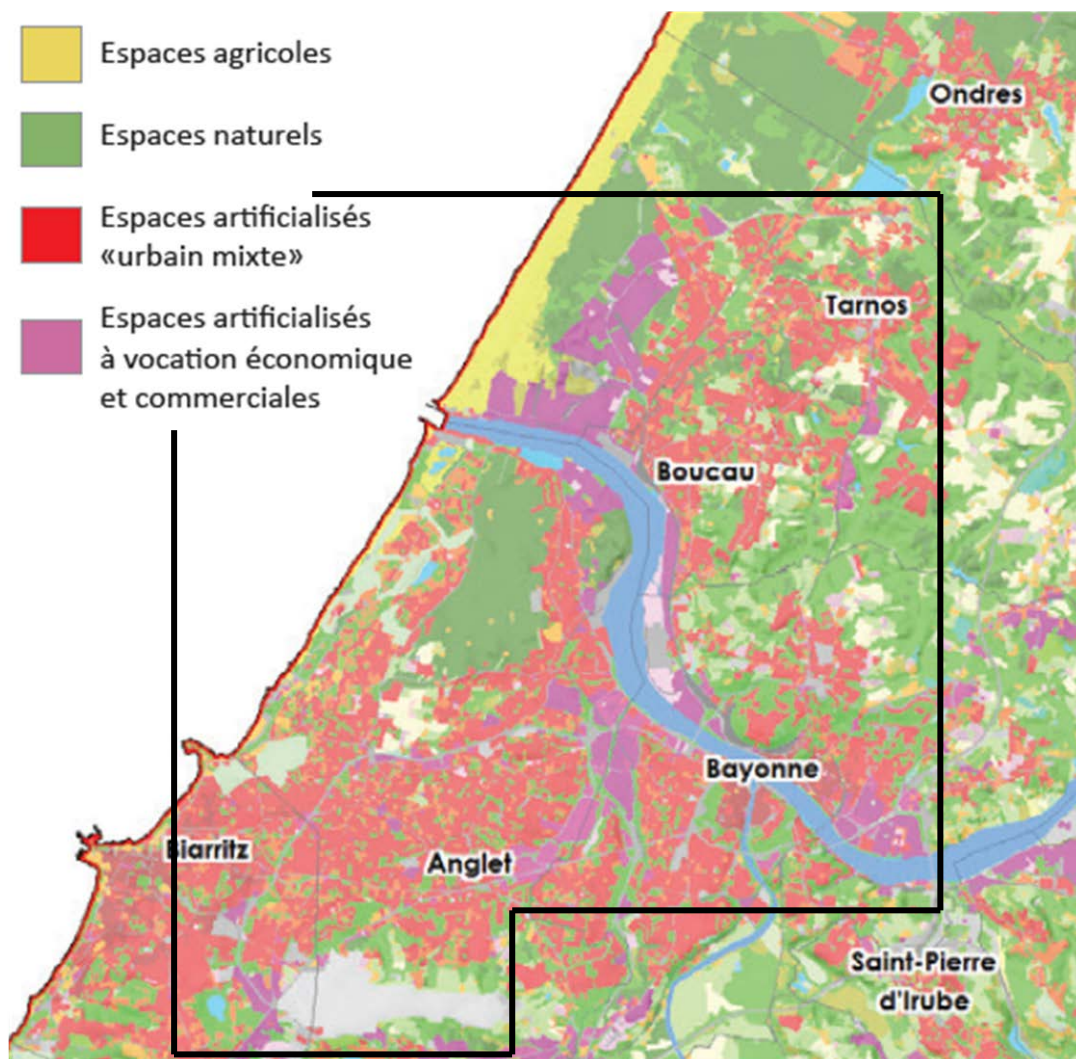 Espaces agricoles
Espaces naturels
Espaces artificialisés
«urbain mixte»
Espaces artificialisés
à vocation économique
et commerciales
Ondres
Tarnos
Boucau
Bayonne
Biarritz
Anglet
Saint-Pierre
d'Irube